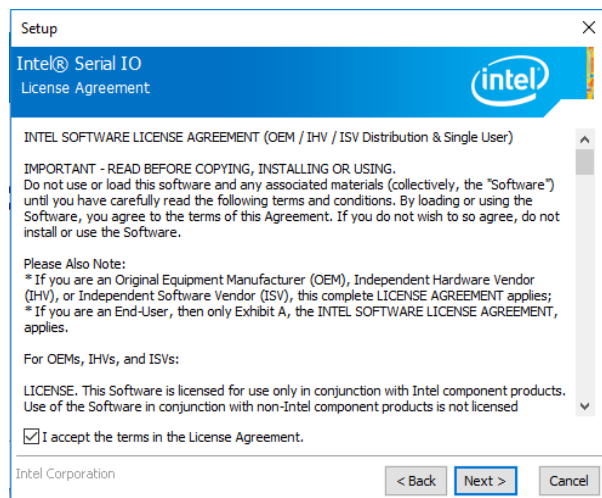 Setup
Intel® Serial IO
License Agreement
intel
INTEL SOFTWARE LICENSE AGREEMENT (OEM / IHV / ISV Distribution & Single User)
IMPORTANT - READ BEFORE COPYING, INSTALLING OR USING.
Do not use or load this software and any associated materials (collectively, the "Software")
until you have carefully read the following terms and conditions. By loading or using the
Software, you agree to the terms of this Agreement. If you do not wish to so agree, do not
install or use the Software.
Please Also Note:
* If you are an Original Equipment Manufacturer (OEM), Independent Hardware Vendor
(IHV), or Independent Software Vendor (ISV), this complete LICENSE AGREEMENT applies;
* If you are an End-User, then only Exhibit A, the INTEL SOFTWARE LICENSE AGREEMENT,
applies.
For OEMs, IHVs, and ISVs:
LICENSE. This Software is licensed for use only in conjunction with Intel component products.
Use of the Software in conjunction with non-Intel component products is not licensed
I accept the terms in the License Agreement.
Intel Corporation
< Back
Next >
Cancel